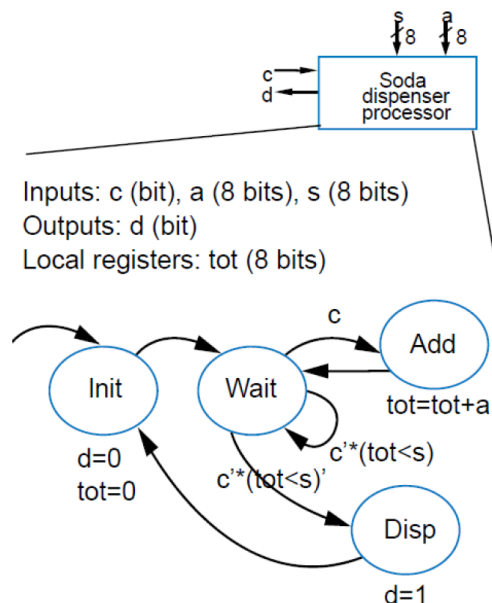 s a
8 8
c
d
Soda
dispenser
processor
Inputs: c (bit), a (8 bits), s (8 bits)
Outputs: d (bit)
Local registers: tot (8 bits)
c
Init
Wait
Add
tot=tot+a
d=0
tot=0
c'*(tot<s)
c'*(tot<s)'
Disp
d=1